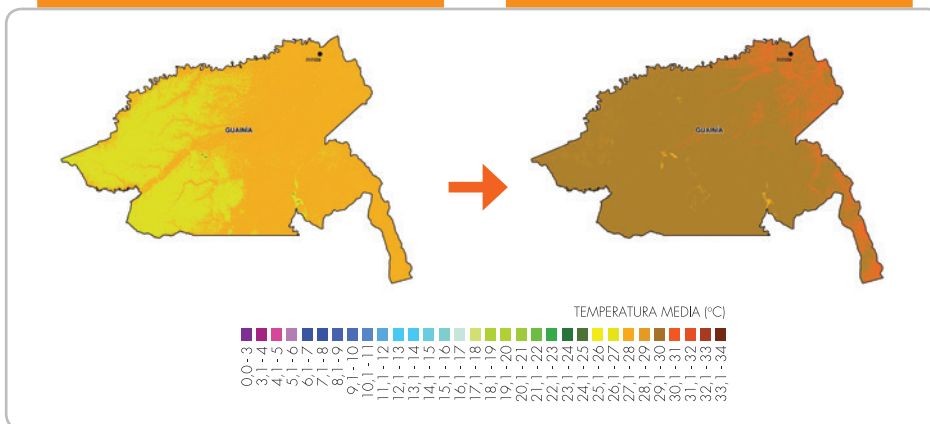 Inírida
GUAINÍA
Inírida
GUAINÍA
TEMPERATURA MEDIA (ºC)
0,0 - 3
3,1 - 4
4,1 - 5
5,1 - 6
6,1 - 7
7,1 - 8
8,1 - 9
9,1 - 10
10,1 - 11
11,1 - 12
12,1 - 13
13,1 - 14
14,1 - 15
15,1 - 16
16,1 - 17
17,1 - 18
18,1 - 19
19,1 - 20
20,1 - 21
21,1 - 22
22,1 - 23
23,1 - 24
24,1 - 25
25,1 - 26
26,1 - 27
27,1 - 28
28,1 - 29
29,1 - 30
30,1 - 31
31,1 - 32
32,1 - 33
33,1 - 34